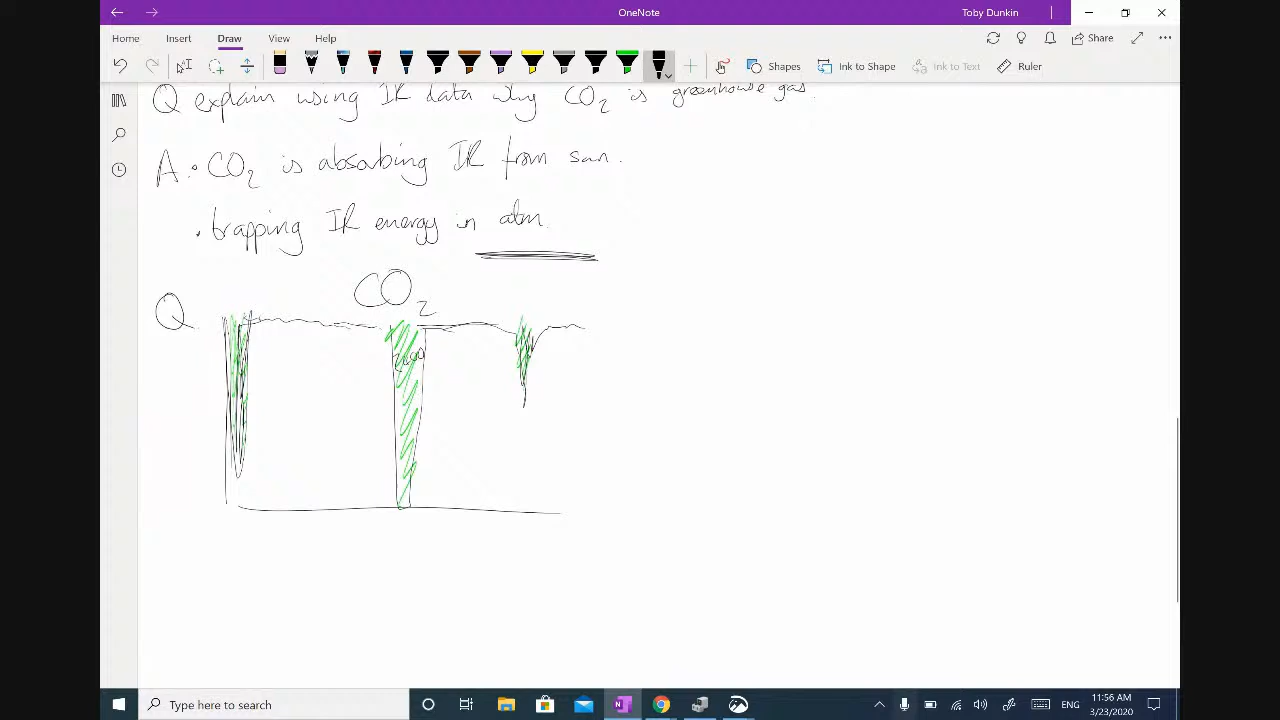 OneNote
Toby Dunkin
Home Insert Draw View Help
Share
Shapes Ink to Shape Ink to Text Ruler
Q explain using IR data why CO2 is greenhouse gas.
A. • CO2 is absorbing IR from sun.
• trapping IR energy in atm.
CO2
Q
Type here to search
ENG
11:56 AM
3/23/2020